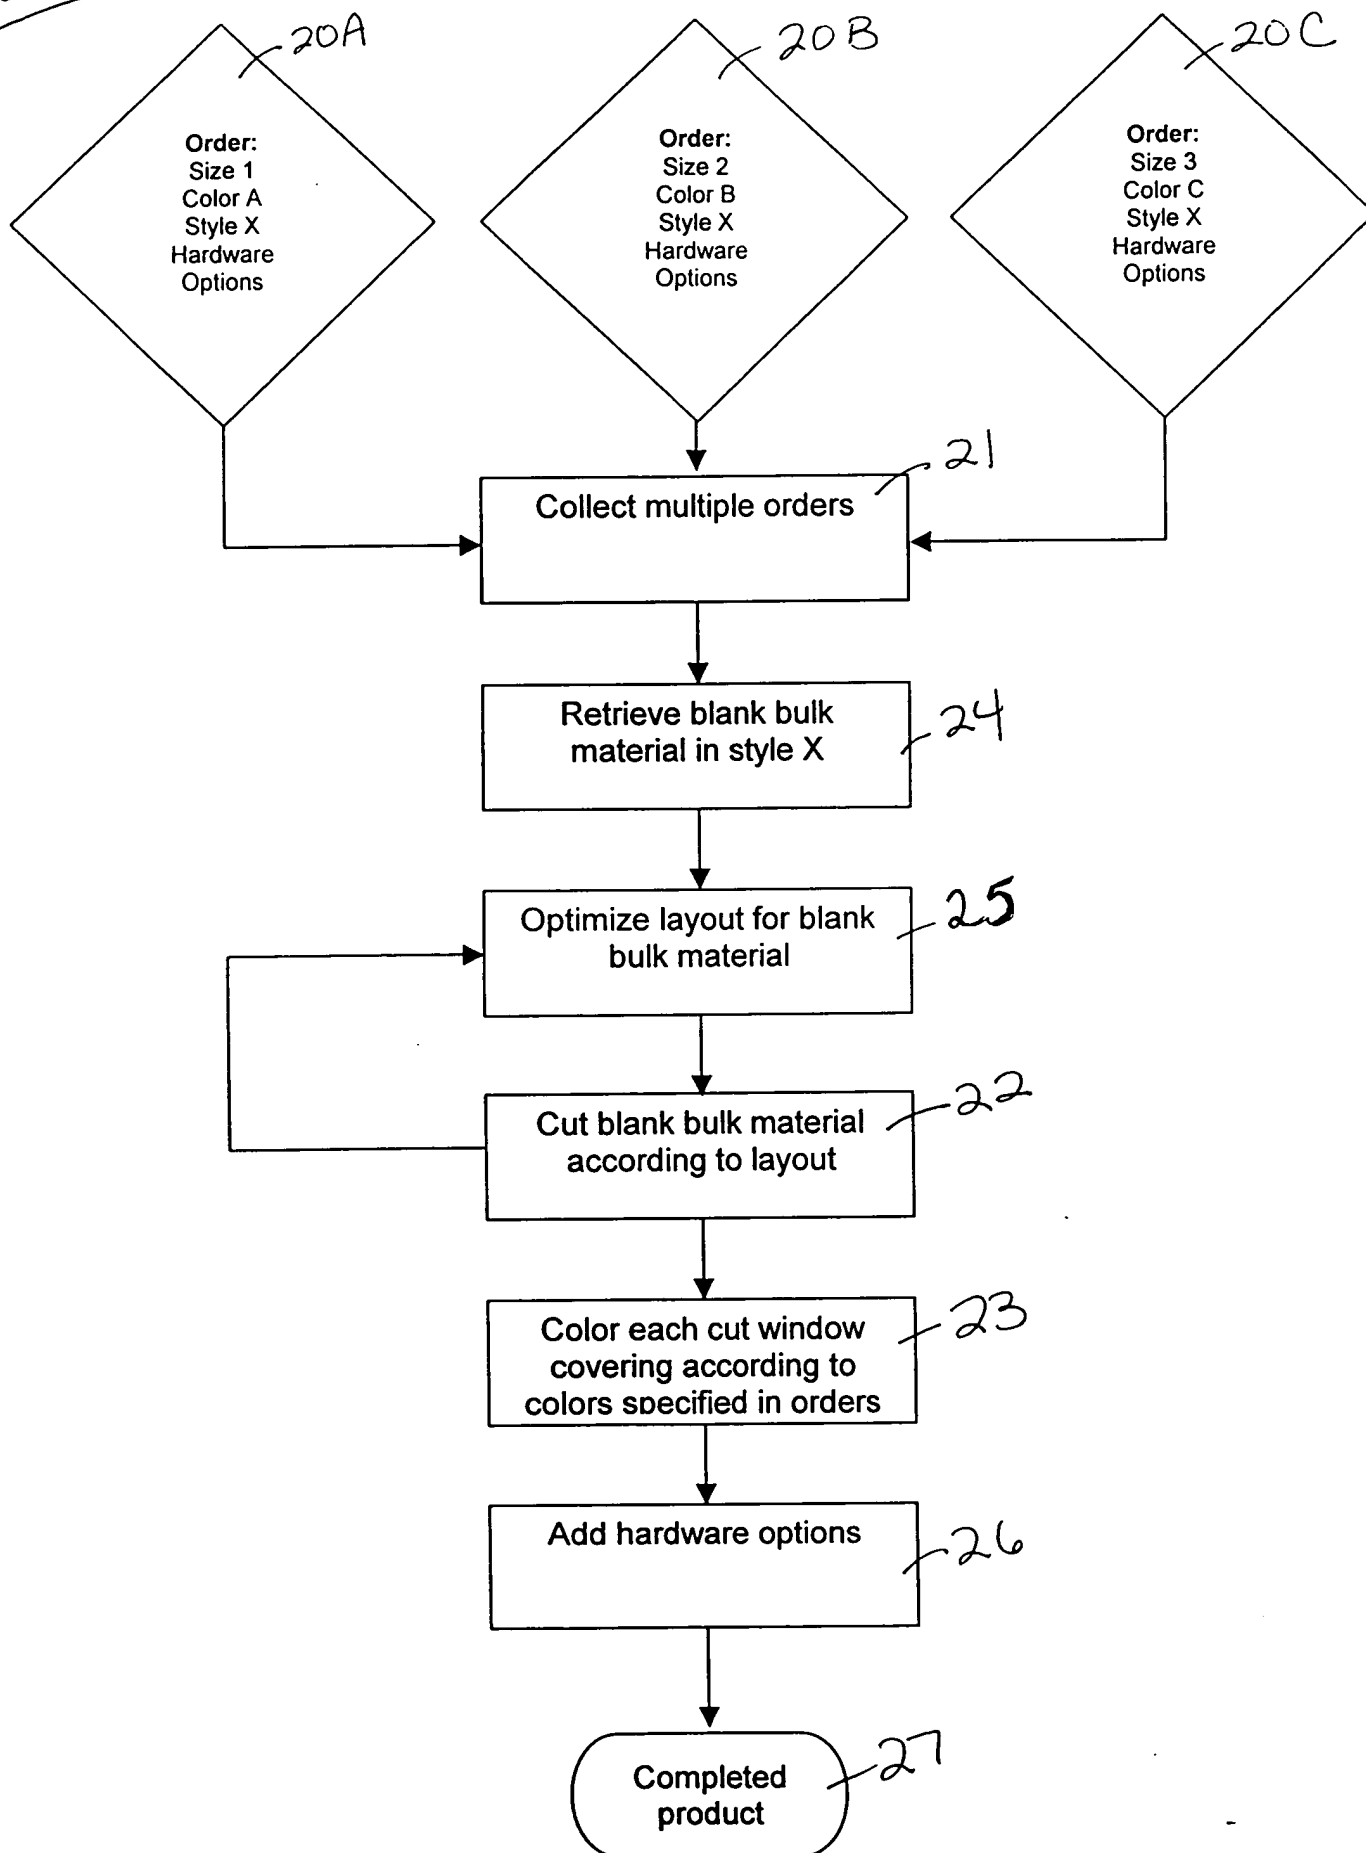 20A
Order:
Size 1
Color A
Style X
Hardware
Options
20B
Order:
Size 2
Color B
Style X
Hardware
Options
20C
Order:
Size 3
Color C
Style X
Hardware
Options
21
Collect multiple orders
24
Retrieve blank bulk
material in style X
25
Optimize layout for blank
bulk material
22
Cut blank bulk material
according to layout
23
Color each cut window
covering according to
colors specified in orders
26
Add hardware options
27
Completed
product